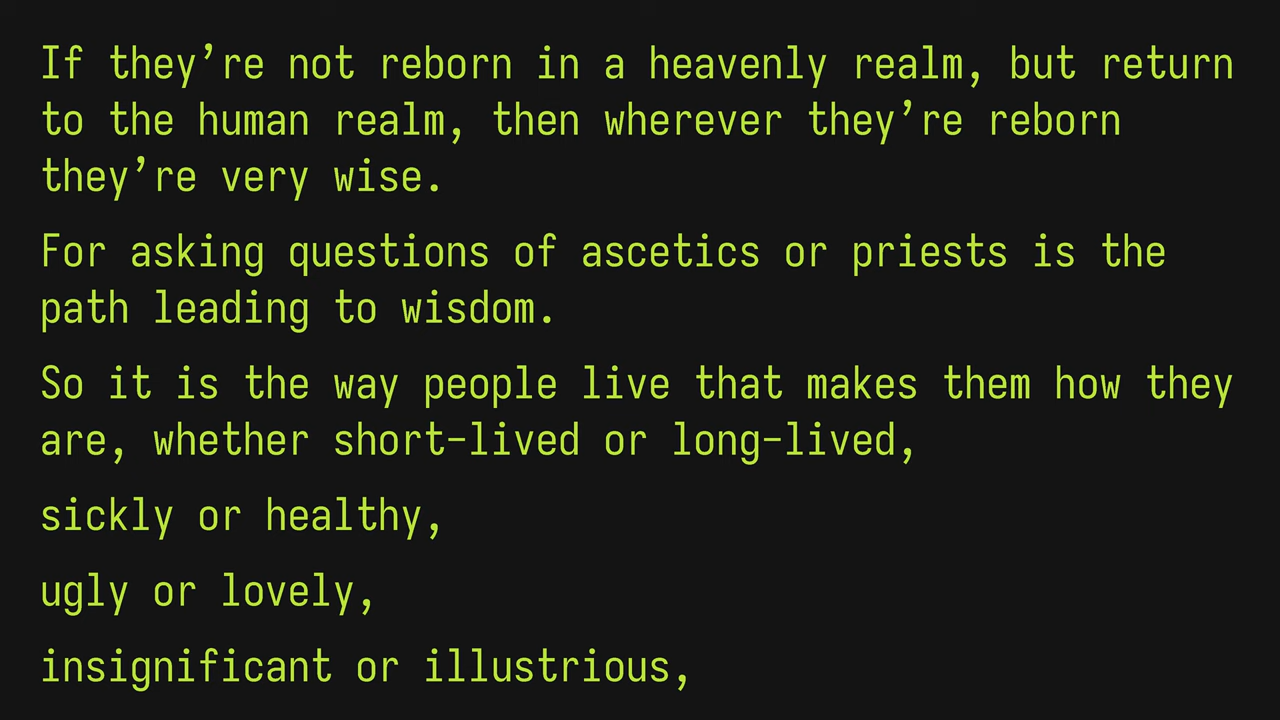 If they’re not reborn in a heavenly realm, but return
to the human realm, then wherever they’re reborn
they’re very wise.
For asking questions of ascetics or priests is the
path leading to wisdom.
So it is the way people live that makes them how they
are, whether short-lived or long-lived,
sickly or healthy,
ugly or lovely,
insignificant or illustrious,